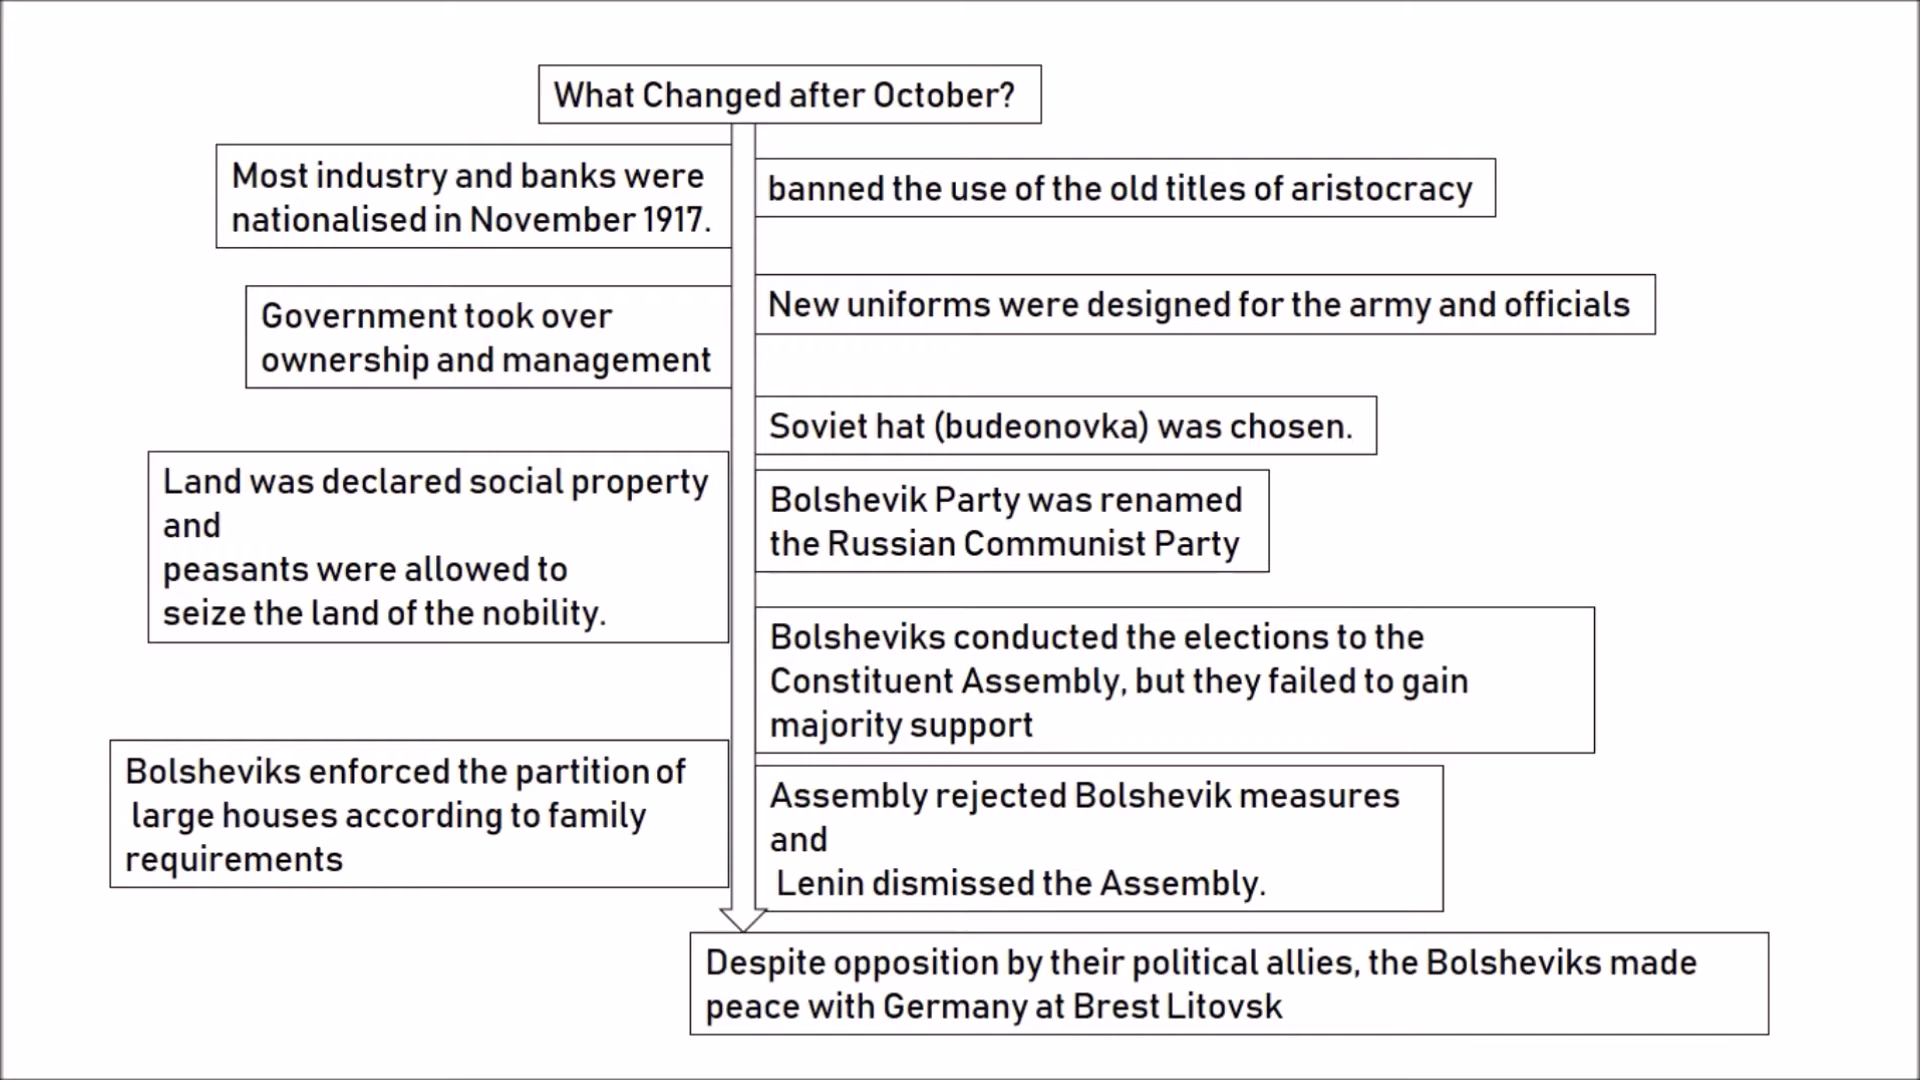 What Changed after October?
Most industry and banks were
nationalised in November 1917.
banned the use of the old titles of aristocracy
Government took over
ownership and management
New uniforms were designed for the army and officials
Soviet hat (budeonovka) was chosen.
Land was declared social property
and
peasants were allowed to
seize the land of the nobility.
Bolshevik Party was renamed
the Russian Communist Party
Bolsheviks conducted the elections to the
Constituent Assembly, but they failed to gain
majority support
Bolsheviks enforced the partition of
large houses according to family
requirements
Assembly rejected Bolshevik measures
and
Lenin dismissed the Assembly.
Despite opposition by their political allies, the Bolsheviks made
peace with Germany at Brest Litovsk